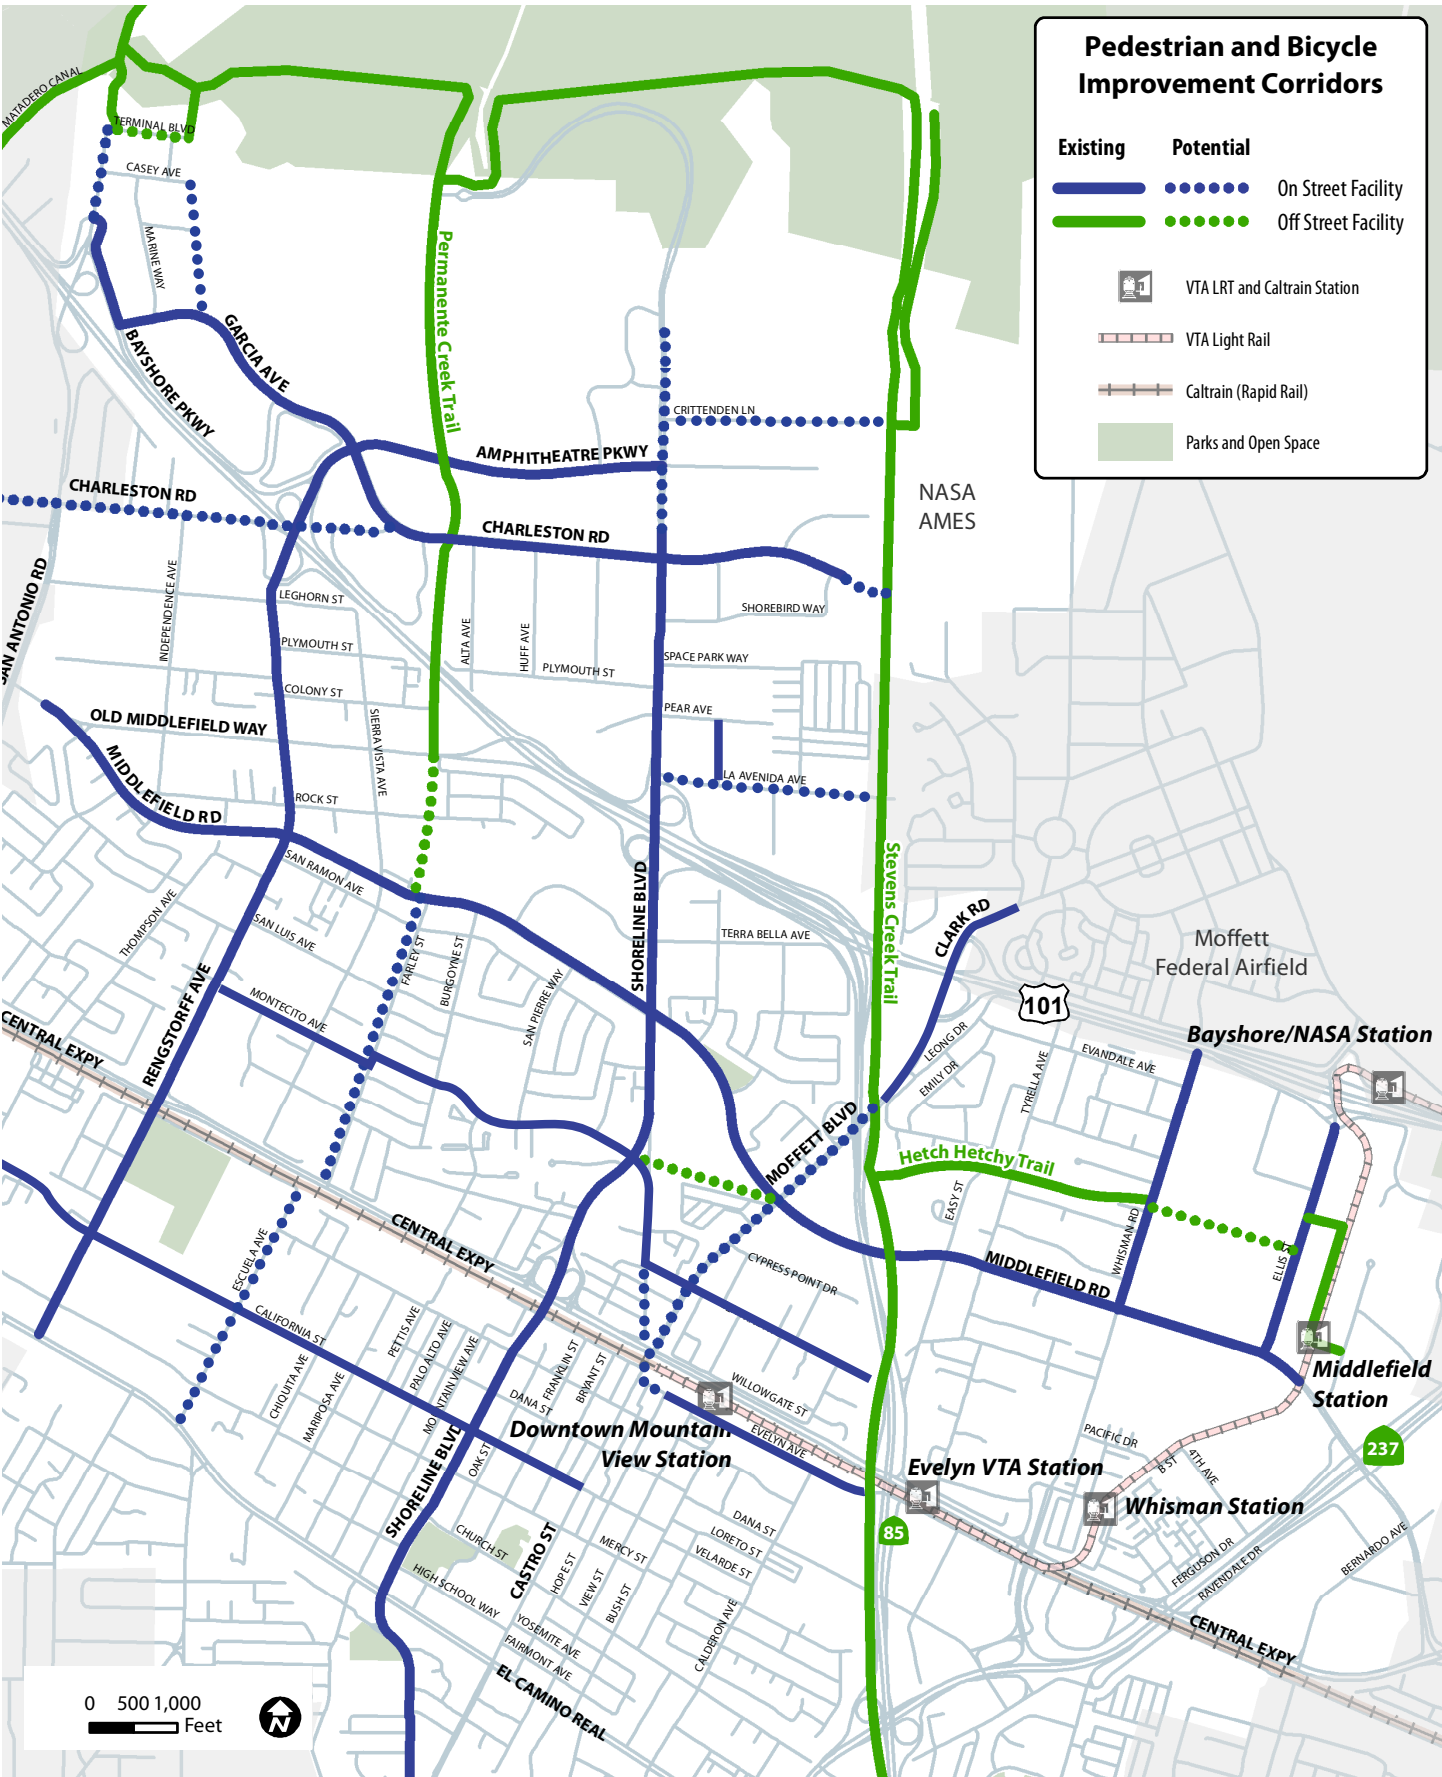 Pedestrian and Bicycle
Improvement Corridors
Existing
Potential
On Street Facility
Off Street Facility
VTA LRT and Caltrain Station
VTA Light Rail
Caltrain (Rapid Rail)
Parks and Open Space
MATADERO CANAL
TERMINAL BLVD
CASEY AVE
MARINE WAY
GARCIA AVE
BAYSHORE PKWY
Permanente Creek Trail
CRITTENDEN LN
AMPHITHEATRE PKWY
CHARLESTON RD
CHARLESTON RD
NASA
AMES
SAN ANTONIO RD
INDEPENDENCE AVE
LEGHORN ST
PLYMOUTH ST
COLONY ST
ALTA AVE
HUFF AVE
PLYMOUTH ST
SHOREBIRD WAY
SPACE PARK WAY
PEAR AVE
LA AVENIDA AVE
OLD MIDDLEFIELD WAY
MIDDLEFIELD RD
SIERRA VISTA AVE
ROCK ST
SAN RAMON AVE
THOMPSON AVE
SAN LUIS AVE
FARLEY ST
BURGOYNE ST
SAN PIERRE WAY
SHORELINE BLVD
TERRA BELLA AVE
Stevens Creek Trail
CLARK RD
Moffett
Federal Airfield
101
RENGSTORFF AVE
MONTECITO AVE
CENTRAL EXPY
LEONG DR
EMILY DR
TYRELLA AVE
EVANDALE AVE
Bayshore/NASA Station
MOFFETT BLVD
Hetch Hetchy Trail
EASY ST
WHISMAN RD
ELLIS ST
CENTRAL EXPY
ESCUELA AVE
CYPRESS POINT DR
MIDDLEFIELD RD
CALIFORNIA ST
PETTIS AVE
PALO ALTO AVE
MOUNTAIN VIEW AVE
CHIQUITA AVE
MARIPOSA AVE
FRANKLIN ST
BRYANT ST
DANA ST
WILLOWGATE ST
EVELYN AVE
Middlefield
Station
Downtown Mountain
View Station
237
PACIFIC DR
B ST
4TH AVE
Evelyn VTA Station
Whisman Station
SHORELINE BLVD
OAK ST
85
CHURCH ST
CASTRO ST
HOPE ST
VIEW ST
BUSH ST
MERCY ST
DANA ST
LORETO ST
VELARDE ST
HIGH SCHOOL WAY
YOSEMITE AVE
FAIRMONT AVE
CALDERON AVE
FERGUSON DR
RAVENDALE DR
BERNARDO AVE
CENTRAL EXPY
EL CAMINO REAL
0 500 1,000
Feet
N